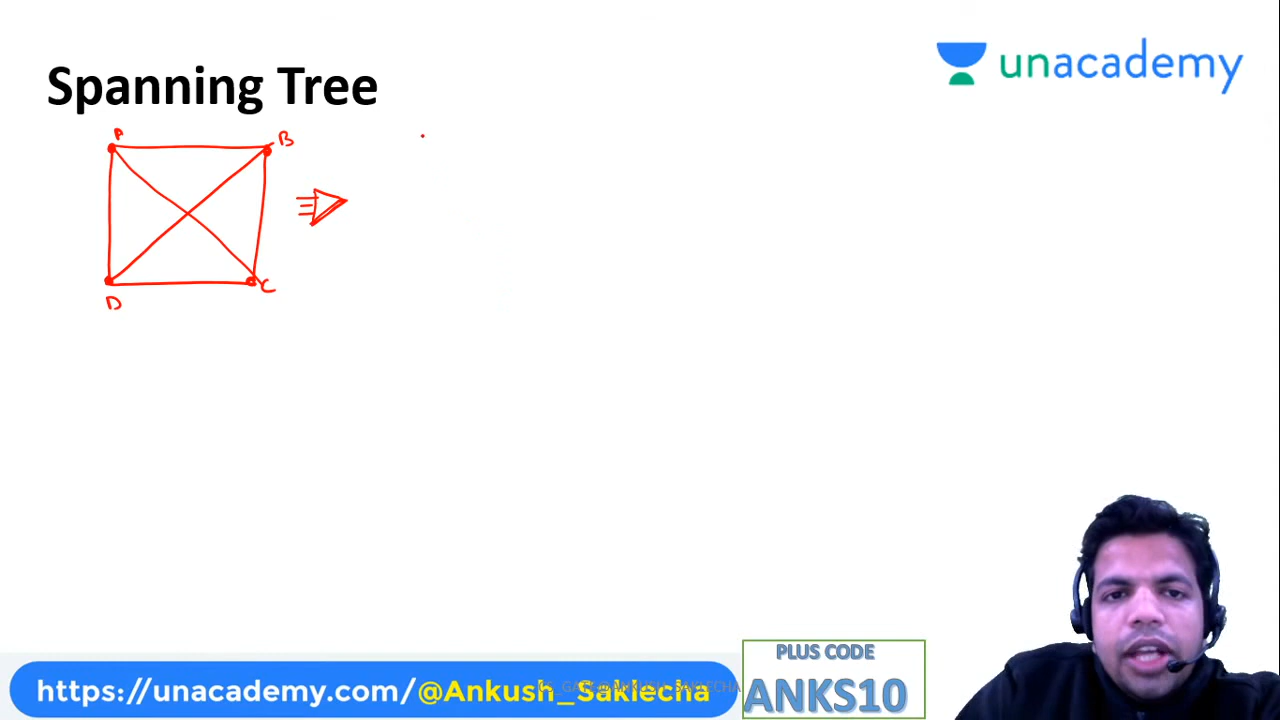 unacademy
Spanning Tree
A
B
D
C
PLUS CODE
https://unacademy.com/@Ankush_Saklecha
ANKS10